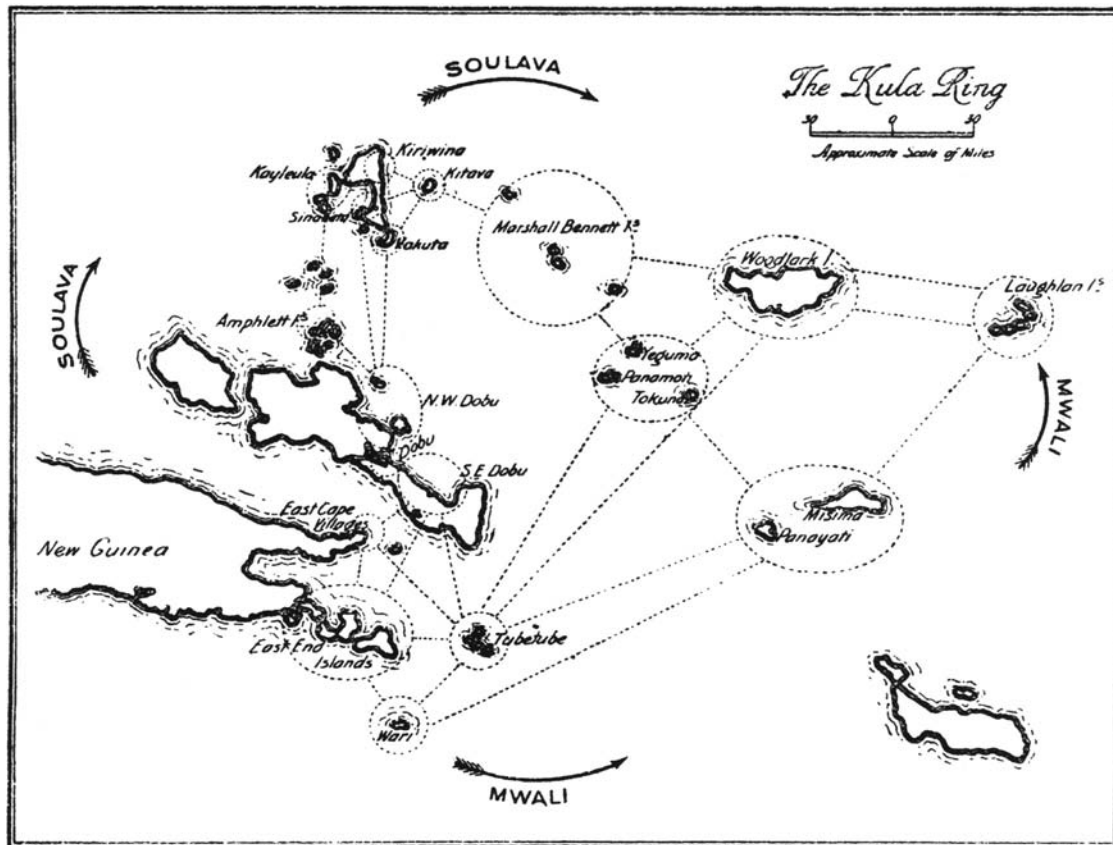 SOULAVA
The Kula Ring
30 0 30
Approximate Scale of Miles
Kiriwina
Kayleula
Kitava
Sinaketa
Vakuta
Marshall Bennett Is
Woodlark I.
Laughlan Is
SOULAVA
Amphlett Is
Yeguma
Panamoti
Tokunu
MWALI
N.W. Dobu
Dobu
S.E. Dobu
East Cape
Villages
Misima
Panayati
New Guinea
East End
Islands
Tubetube
Wari
MWALI